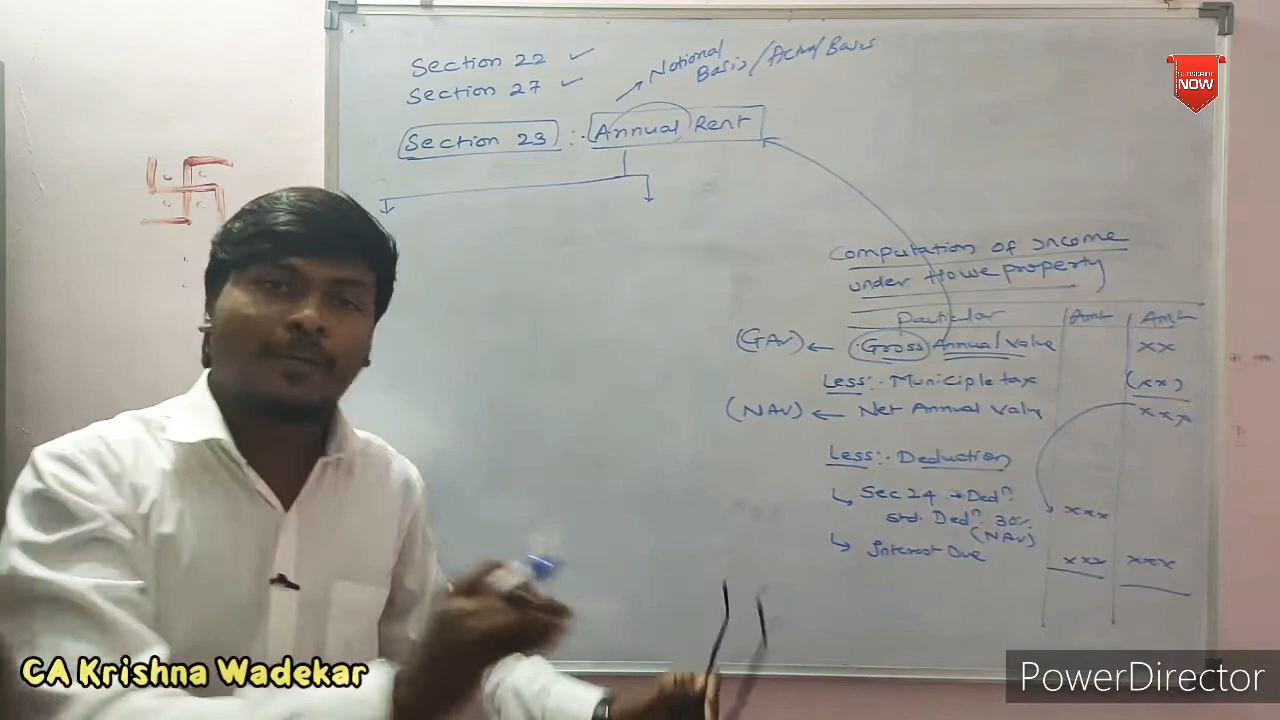 Section 22 ✓
Section 27 ✓
Notional
Basis / Actual Basis
Section 23 :- Annual Rent
SUBSCRIBE
NOW
Computation of Income
under House property
Particular Amt Amt
(GAV) ← Gross Annual Value xx
Less:- Municiple tax (xx)
(NAV) ← Net Annual Value xxx
Less:- Deduction
Sec 24 → Dedⁿ.
Std. Dedⁿ. 30% xxx
(NAV)
Interest Due xxx xxx
CA Krishna Wadekar
PowerDirector